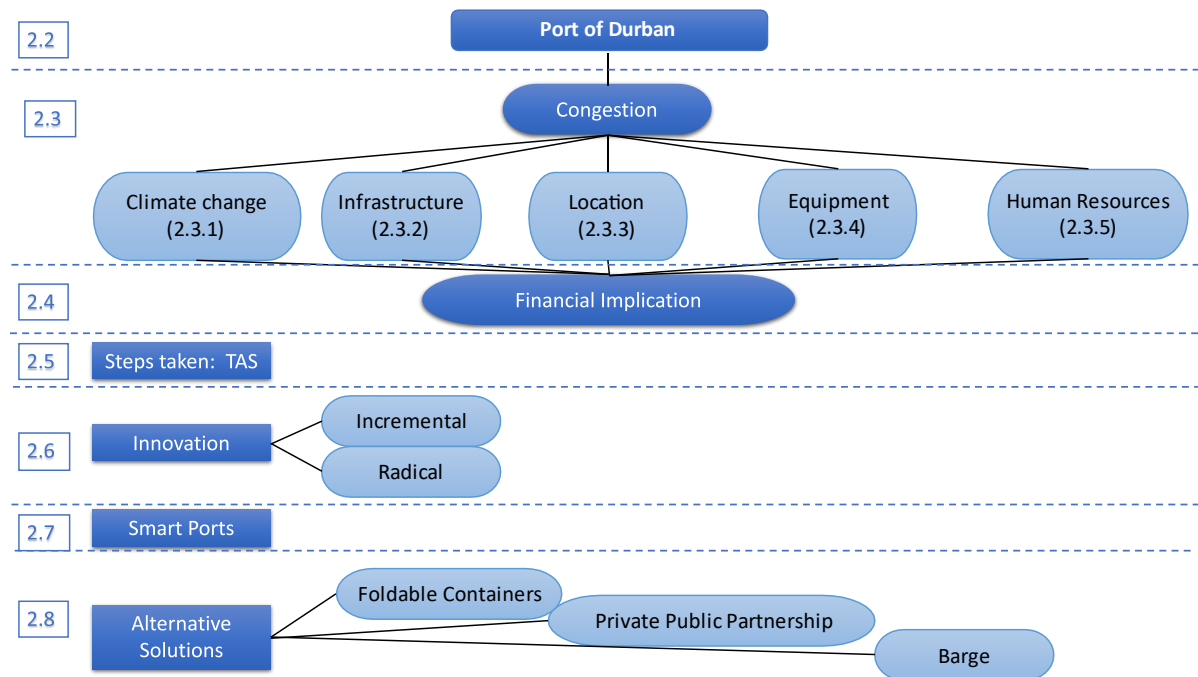 2.2
Port of Durban
2.3
Congestion
Climate change
(2.3.1)
Infrastructure
(2.3.2)
Location
(2.3.3)
Equipment
(2.3.4)
Human Resources
(2.3.5)
2.4
Financial Implication
2.5
Steps taken: TAS
2.6
Innovation
Incremental
Radical
2.7
Smart Ports
2.8
Alternative
Solutions
Foldable Containers
Private Public Partnership
Barge